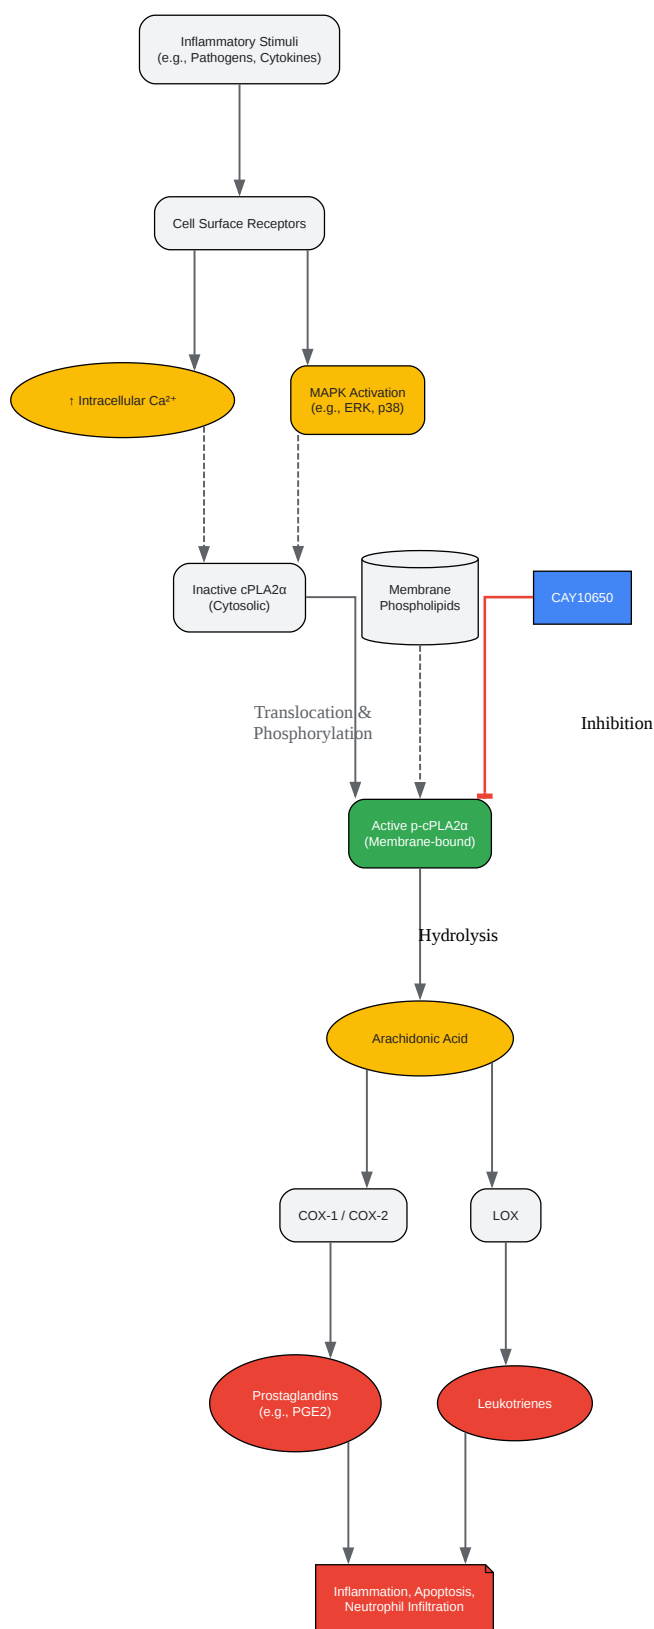 Inflammatory Stimuli
(e.g., Pathogens, Cytokines)
Cell Surface Receptors
↑ Intracellular Ca²⁺
MAPK Activation
(e.g., ERK, p38)
Inactive cPLA2α
(Cytosolic)
Membrane
Phospholipids
CAY10650
Translocation &
Phosphorylation
Inhibition
Active p-cPLA2α
(Membrane-bound)
Hydrolysis
Arachidonic Acid
COX-1 / COX-2
LOX
Prostaglandins
(e.g., PGE2)
Leukotrienes
Inflammation, Apoptosis,
Neutrophil Infiltration